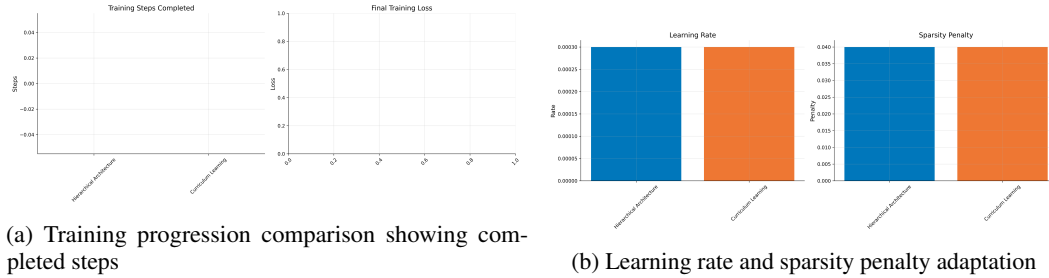 Training Steps Completed
Steps
0.04
0.02
0.00
−0.02
−0.04
Hierarchical Architecture
Curriculum Learning
Final Training Loss
Loss
1.0
0.8
0.6
0.4
0.2
0.0
0.0 0.2 0.4 0.6 0.8 1.0
(a) Training progression comparison showing com-
pleted steps
Learning Rate
Rate
0.00030
0.00025
0.00020
0.00015
0.00010
0.00005
0.00000
Hierarchical Architecture
Curriculum Learning
Sparsity Penalty
Penalty
0.040
0.035
0.030
0.025
0.020
0.015
0.010
0.005
0.000
Hierarchical Architecture
Curriculum Learning
(b) Learning rate and sparsity penalty adaptation